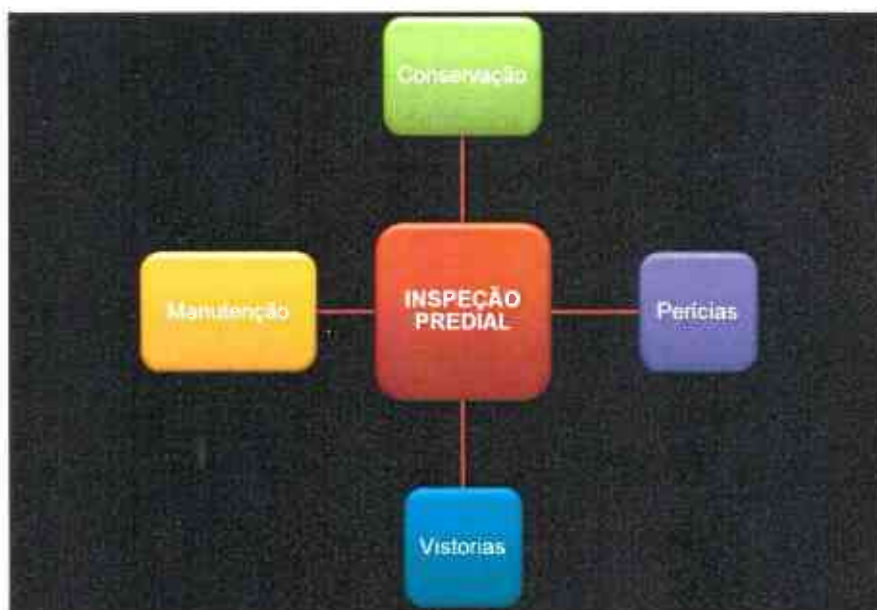 Conservação
Manutenção
INSPEÇÃO
PREDIAL
Perícias
Vistorias